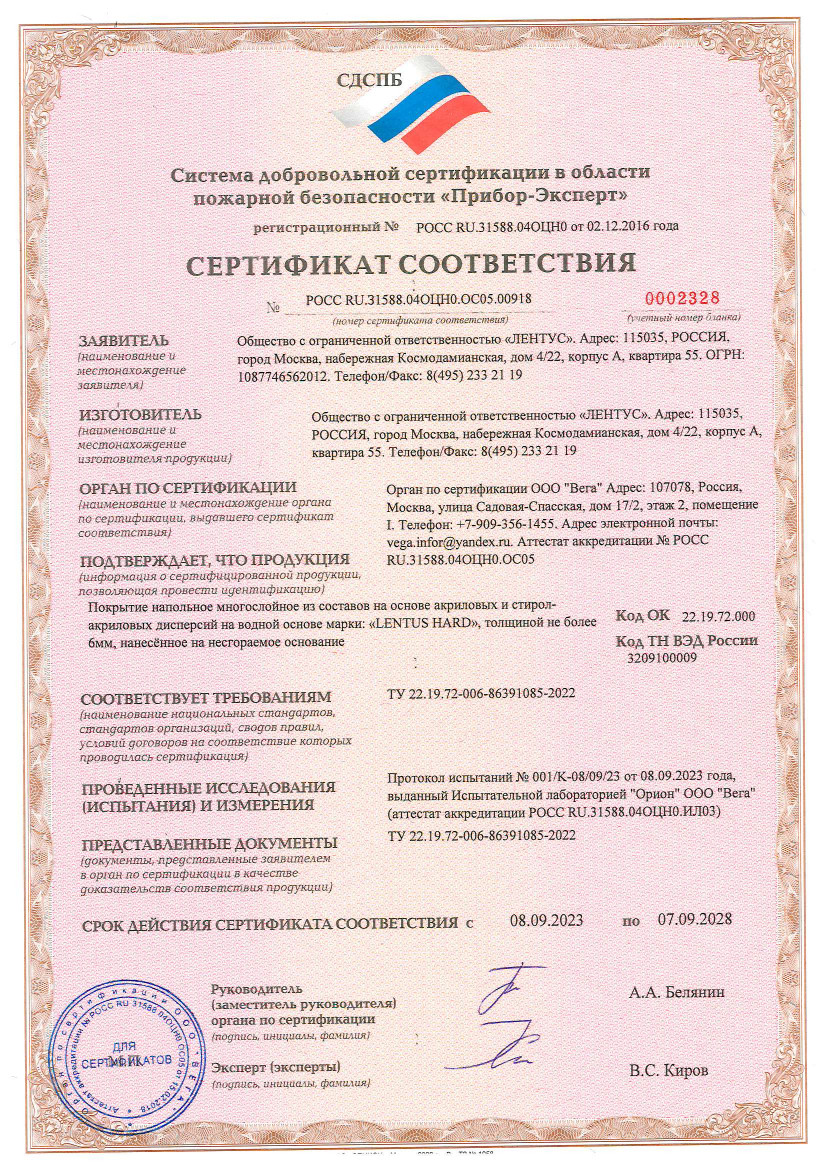 СДСПБ
Система добровольной сертификации в области
пожарной безопасности «Прибор-Эксперт»
регистрационный № РОСС RU.31588.04ОЦН0 от 02.12.2016 года
СЕРТИФИКАТ СООТВЕТСТВИЯ
№ РОСС RU.31588.04ОЦН0.ОС05.00918
(номер сертификата соответствия)
0002328
(учетный номер бланка)
ЗАЯВИТЕЛЬ
(наименование и
местонахождение
заявителя)
Общество с ограниченной ответственностью «ЛЕНТУС». Адрес: 115035, РОССИЯ,
город Москва, набережная Космодамианская, дом 4/22, корпус А, квартира 55. ОГРН:
1087746562012. Телефон/Факс: 8(495) 233 21 19
ИЗГОТОВИТЕЛЬ
(наименование и
местонахождение
изготовителя продукции)
Общество с ограниченной ответственностью «ЛЕНТУС». Адрес: 115035,
РОССИЯ, город Москва, набережная Космодамианская, дом 4/22, корпус А,
квартира 55. Телефон/Факс: 8(495) 233 21 19
ОРГАН ПО СЕРТИФИКАЦИИ
(наименование и местонахождение органа
по сертификации, выдавшего сертификат
соответствия)
Орган по сертификации ООО "Вега" Адрес: 107078, Россия,
Москва, улица Садовая-Спасская, дом 17/2, этаж 2, помещение
I. Телефон: +7-909-356-1455, Адрес электронной почты:
vega.infor@yandex.ru. Аттестат аккредитации № РОСС
RU.31588.04ОЦН0.ОС05
ПОДТВЕРЖДАЕТ, ЧТО ПРОДУКЦИЯ
(информация о сертифицированной продукции,
позволяющая провести идентификацию)
Покрытие напольное многослойное из составов на основе акриловых и стирол-
акриловых дисперсий на водной основе марки: «LENTUS HARD», толщиной не более
6мм, нанесённое на несгораемое основание
Код ОК 22.19.72.000
Код ТН ВЭД России
3209100009
СООТВЕТСТВУЕТ ТРЕБОВАНИЯМ
(наименование национальных стандартов,
стандартов организаций, сводов правил,
условий договоров на соответствие которых
проводилась сертификация)
ТУ 22.19.72-006-86391085-2022
ПРОВЕДЕННЫЕ ИССЛЕДОВАНИЯ
(ИСПЫТАНИЯ) И ИЗМЕРЕНИЯ
Протокол испытаний № 001/К-08/09/23 от 08.09.2023 года,
выданный Испытательной лабораторией "Орион" ООО "Вега"
(аттестат аккредитации РОСС RU.31588.04ОЦН0.ИЛ03)
ПРЕДСТАВЛЕННЫЕ ДОКУМЕНТЫ
(документы, представленные заявителем
в орган по сертификации в качестве
доказательств соответствия продукции)
ТУ 22.19.72-006-86391085-2022
СРОК ДЕЙСТВИЯ СЕРТИФИКАТА СООТВЕТСТВИЯ с 08.09.2023 по 07.09.2028
Руководитель
(заместитель руководителя)
органа по сертификации
(подпись, инициалы, фамилия)
А.А. Белянин
Эксперт (эксперты)
(подпись, инициалы, фамилия)
В.С. Киров
Орган по сертификации ООО "ВЕГА"
Аттестат аккредитации № РОСС RU 31588.04ОЦН0.ОС05 от 15.02.2018
ДЛЯ
СЕРТИФИКАТОВ